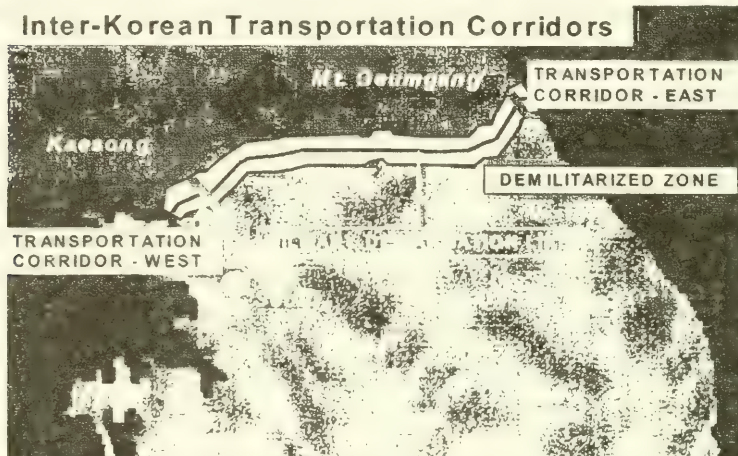 Inter-Korean Transportation Corridors
Mt. Geumgang
TRANSPORTATION
CORRIDOR - EAST
Kaesong
DEMILITARIZED ZONE
TRANSPORTATION
CORRIDOR - WEST